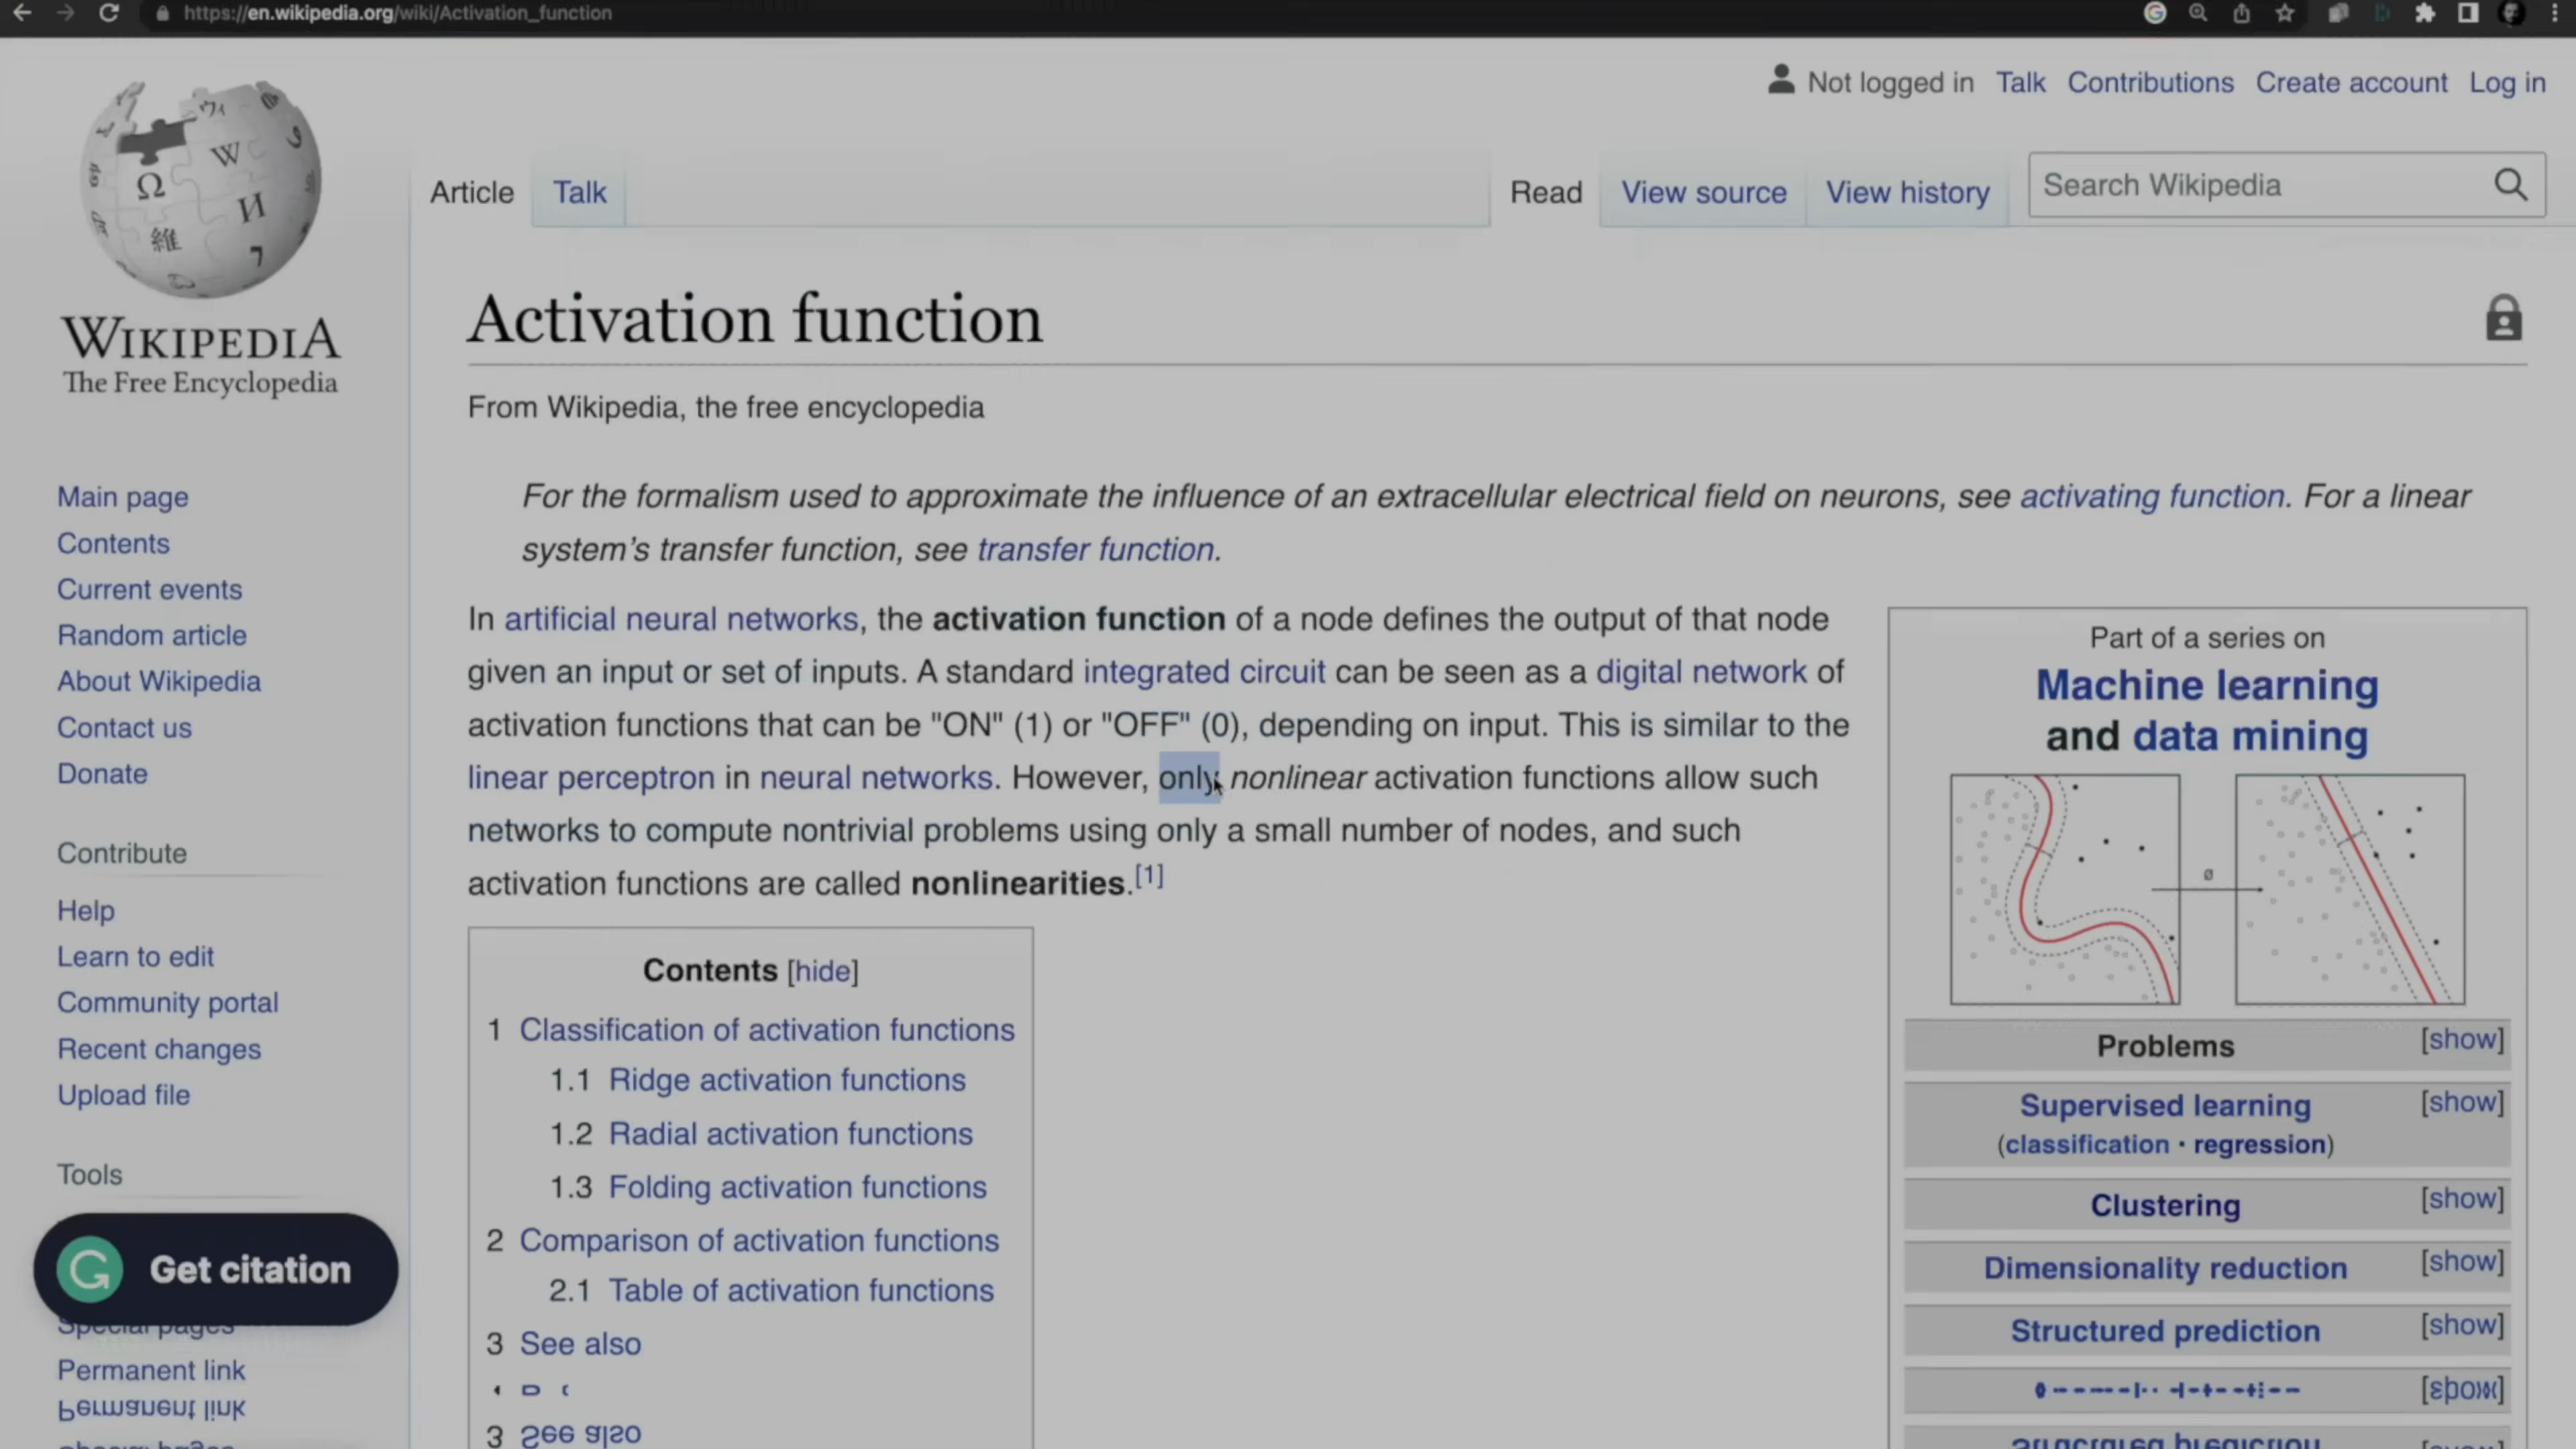 https://en.wikipedia.org/wiki/Activation_function
Not logged in Talk Contributions Create account Log in
Article Talk Read View source View history Search Wikipedia
WIKIPEDIA
The Free Encyclopedia
Main page
Contents
Current events
Random article
About Wikipedia
Contact us
Donate
Contribute
Help
Learn to edit
Community portal
Recent changes
Upload file
Tools
Get citation
Special pages
Permanent link
Activation function
From Wikipedia, the free encyclopedia
For the formalism used to approximate the influence of an extracellular electrical field on neurons, see activating function. For a linear
system's transfer function, see transfer function.
In artificial neural networks, the activation function of a node defines the output of that node
given an input or set of inputs. A standard integrated circuit can be seen as a digital network of
activation functions that can be "ON" (1) or "OFF" (0), depending on input. This is similar to the
linear perceptron in neural networks. However, only nonlinear activation functions allow such
networks to compute nontrivial problems using only a small number of nodes, and such
activation functions are called nonlinearities.[1]
Contents [hide]
1 Classification of activation functions
1.1 Ridge activation functions
1.2 Radial activation functions
1.3 Folding activation functions
2 Comparison of activation functions
2.1 Table of activation functions
3 See also
Part of a series on
Machine learning
and data mining
ø
Problems [show]
Supervised learning [show]
(classification • regression)
Clustering [show]
Dimensionality reduction [show]
Structured prediction [show]